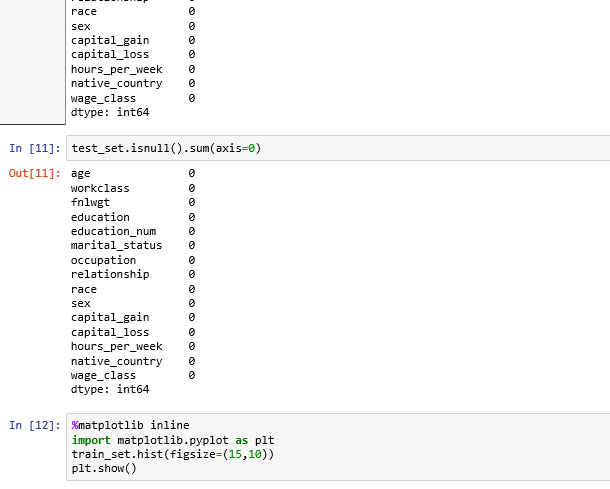 relationship 0
race 0
sex 0
capital_gain 0
capital_loss 0
hours_per_week 0
native_country 0
wage_class 0
dtype: int64
In [11]: test_set.isnull().sum(axis=0)
Out[11]: age 0
workclass 0
fnlwgt 0
education 0
education_num 0
marital_status 0
occupation 0
relationship 0
race 0
sex 0
capital_gain 0
capital_loss 0
hours_per_week 0
native_country 0
wage_class 0
dtype: int64
In [12]: %matplotlib inline
import matplotlib.pyplot as plt
train_set.hist(figsize=(15,10))
plt.show()